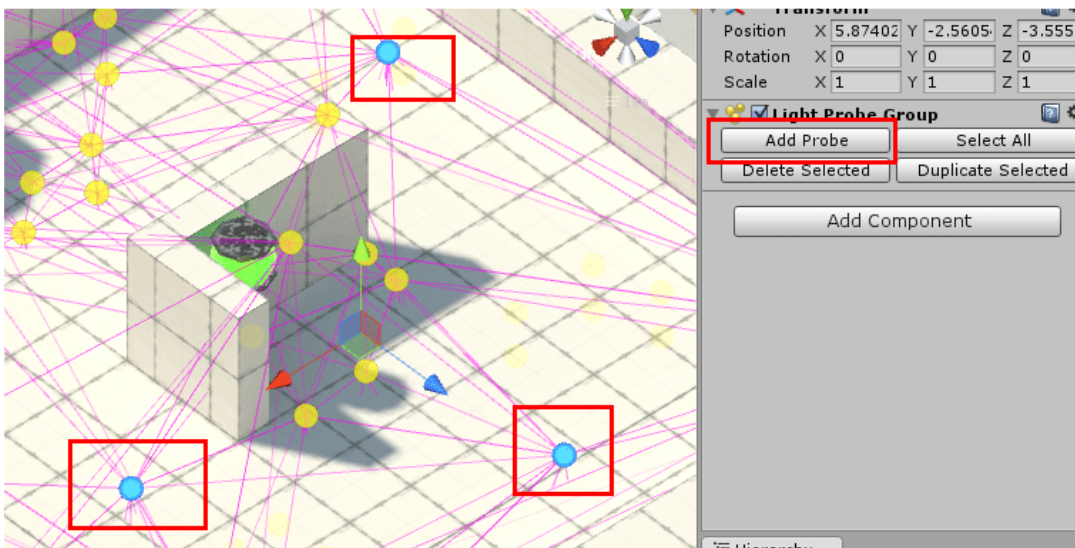 Transform
Position X 5.87402 Y -2.5605 Z -3.555
Rotation X 0 Y 0 Z 0
Scale X 1 Y 1 Z 1
Light Probe Group
Add Probe Select All
Delete Selected Duplicate Selected
Add Component
Hierarchy